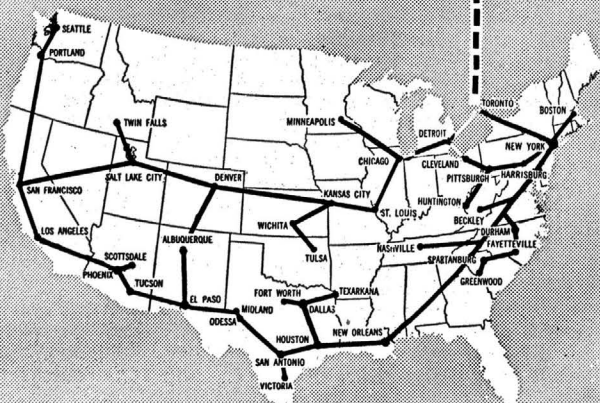 SEATTLE
PORTLAND
TORONTO
BOSTON
MINNEAPOLIS
TWIN FALLS
DETROIT
NEW YORK
CHICAGO
CLEVELAND
PITTSBURGH
HARRISBURG
SALT LAKE CITY
DENVER
SAN FRANCISCO
KANSAS CITY
HUNTINGTON
ST. LOUIS
BECKLEY
WICHITA
LOS ANGELES
DURHAM
ALBUQUERQUE
NASHVILLE
FAYETTEVILLE
TULSA
SCOTTSDALE
SPARTANBURG
PHOENIX
GREENWOOD
TUCSON
FORT WORTH
TEXARKANA
EL PASO
MIDLAND
DALLAS
ODESSA
NEW ORLEANS
HOUSTON
SAN ANTONIO
VICTORIA